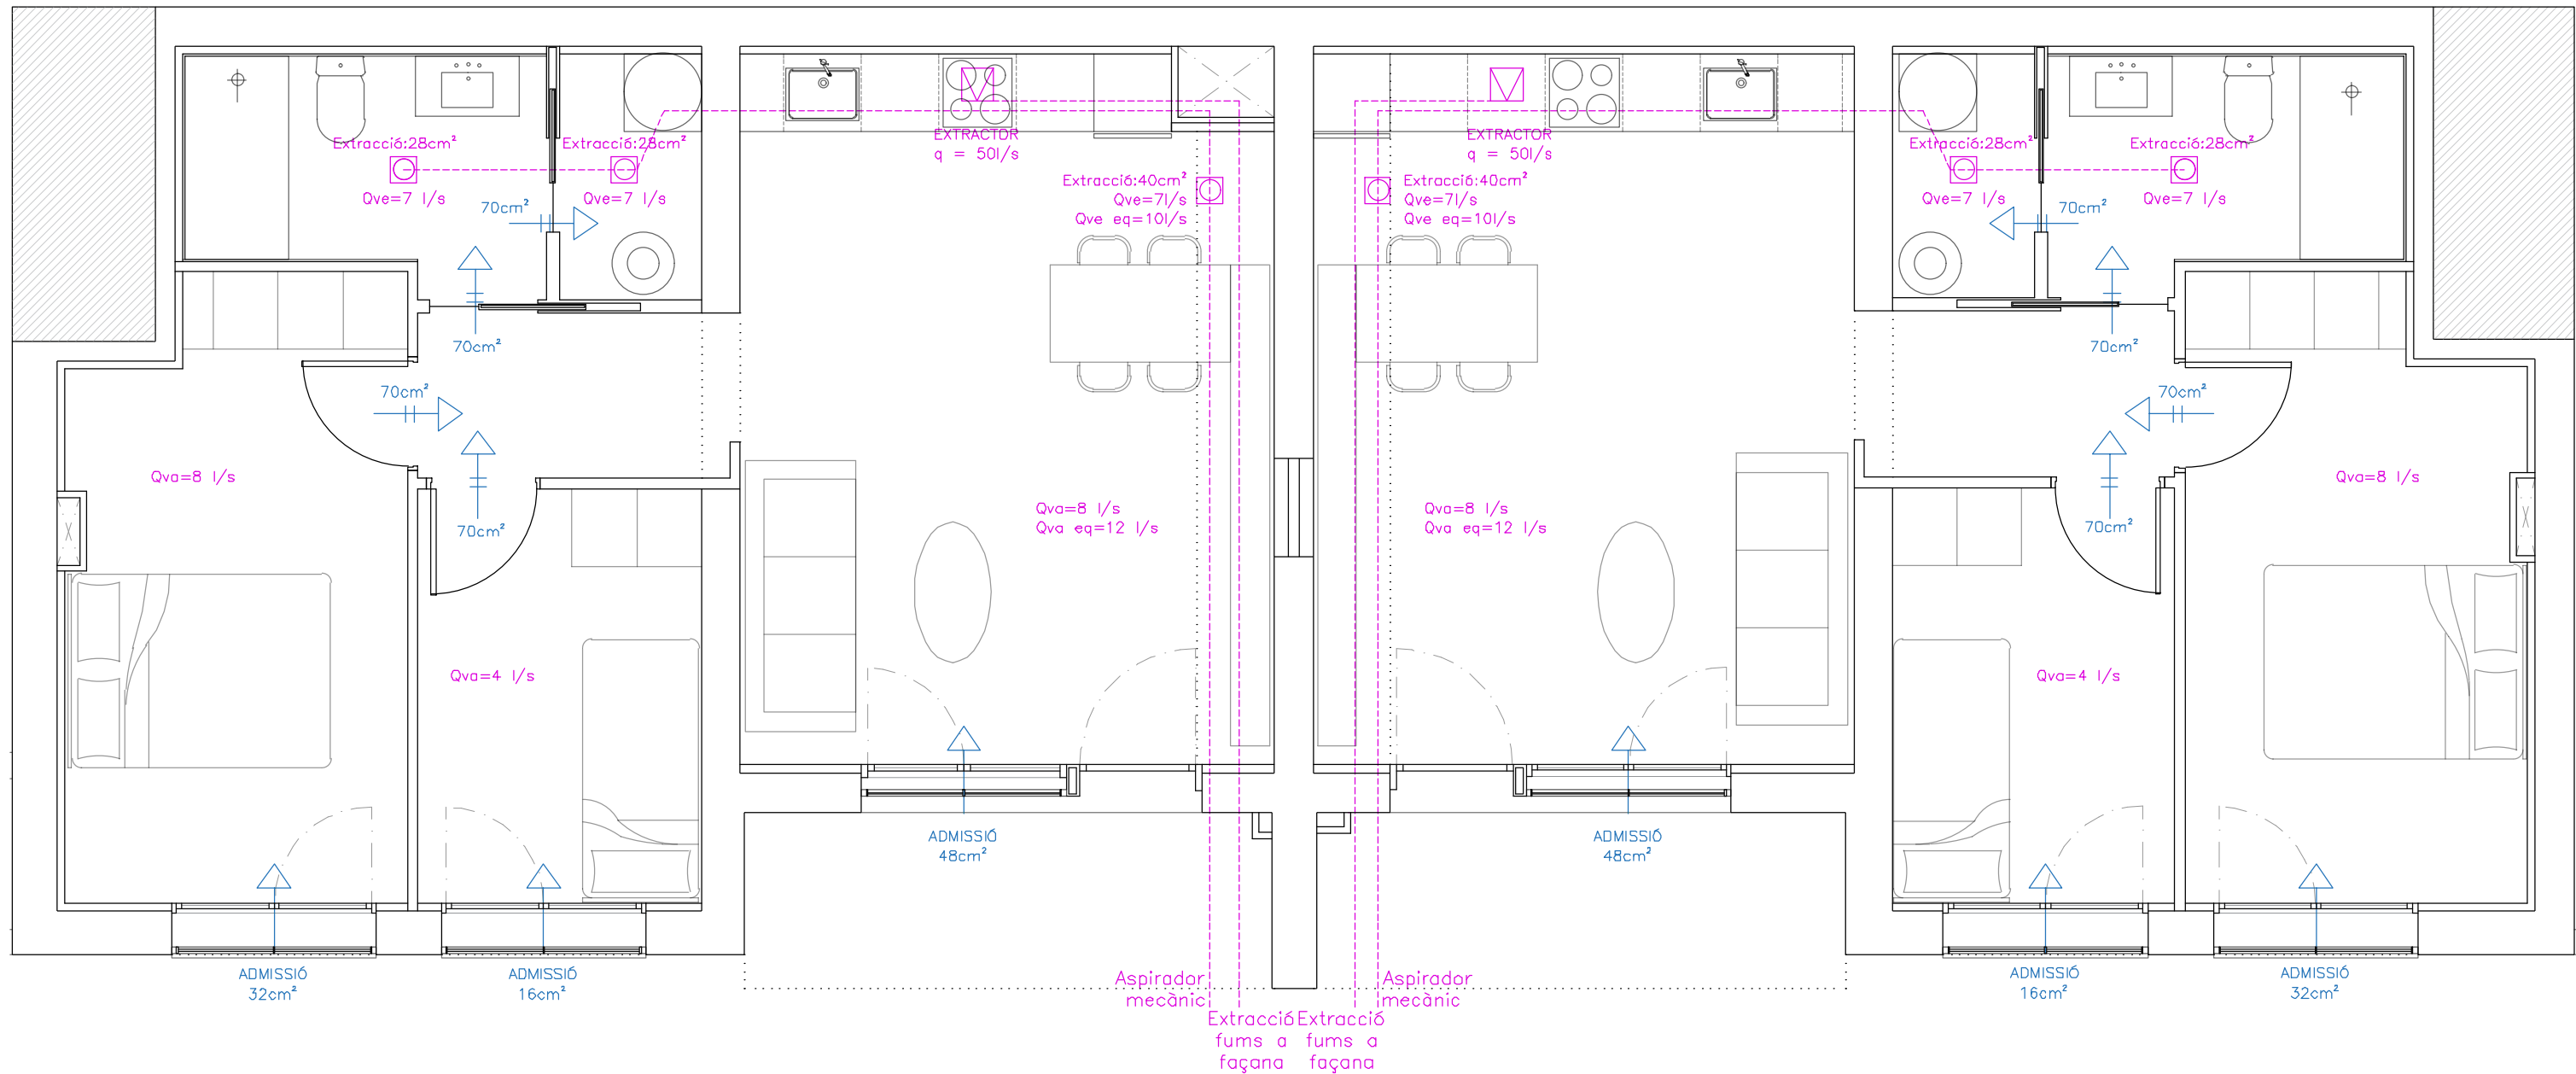 Extracció:28cm²
Qve=7 l/s
Extracció:28cm²
Qve=7 l/s
70cm²
EXTRACTOR
q = 50l/s
Extracció:40cm²
Qve=7l/s
Qve eq=10l/s
EXTRACTOR
q = 50l/s
Extracció:40cm²
Qve=7l/s
Qve eq=10l/s
Extracció:28cm²
Qve=7 l/s
Extracció:28cm²
Qve=7 l/s
70cm²
70cm²
70cm²
70cm²
70cm²
Qva=8 l/s
70cm²
Qva=8 l/s
Qva eq=12 l/s
Qva=8 l/s
Qva eq=12 l/s
70cm²
Qva=8 l/s
Qva=4 l/s
Qva=4 l/s
ADMISSIÓ
48cm²
ADMISSIÓ
48cm²
ADMISSIÓ
32cm²
ADMISSIÓ
16cm²
Aspirador
mecànic
Aspirador
mecànic
ADMISSIÓ
16cm²
ADMISSIÓ
32cm²
Extracció
fums a
façana
Extracció
fums a
façana